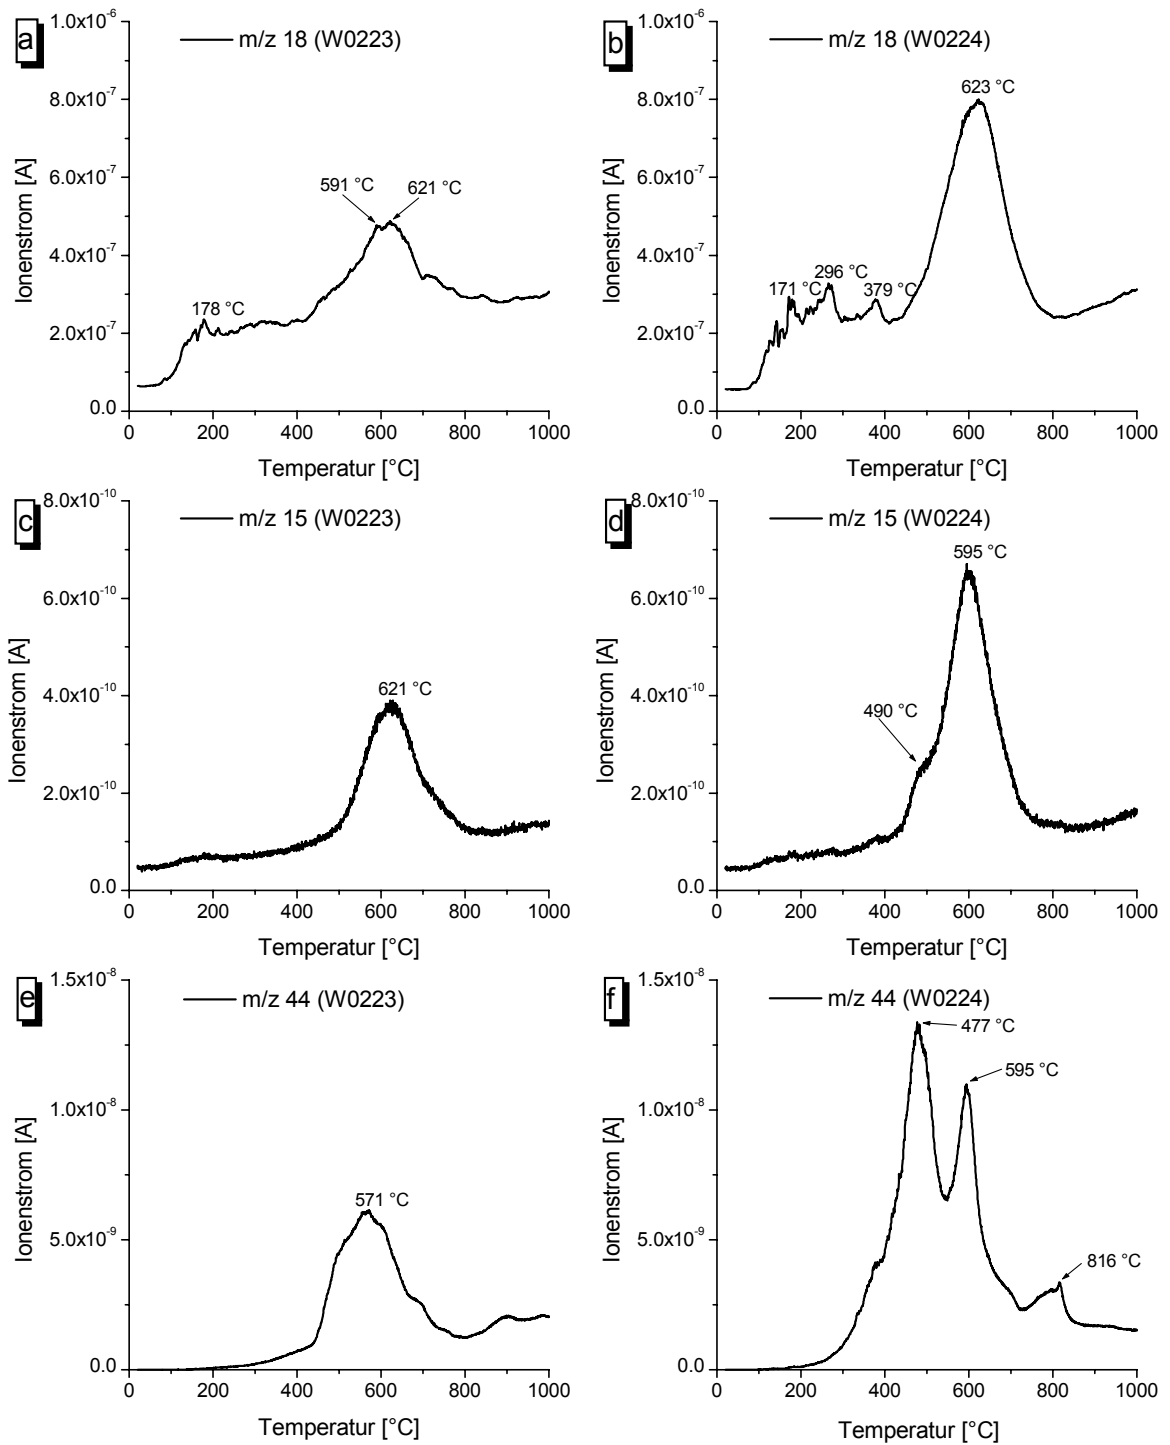 a
m/z 18 (W0223)
1.0x10⁻⁶
8.0x10⁻⁷
6.0x10⁻⁷
4.0x10⁻⁷
2.0x10⁻⁷
0.0
Ionenstrom [A]
591 °C
621 °C
178 °C
0 200 400 600 800 1000
Temperatur [°C]
b
m/z 18 (W0224)
1.0x10⁻⁶
8.0x10⁻⁷
6.0x10⁻⁷
4.0x10⁻⁷
2.0x10⁻⁷
0.0
Ionenstrom [A]
623 °C
171 °C
296 °C
379 °C
0 200 400 600 800 1000
Temperatur [°C]
c
m/z 15 (W0223)
8.0x10⁻¹⁰
6.0x10⁻¹⁰
4.0x10⁻¹⁰
2.0x10⁻¹⁰
0.0
Ionenstrom [A]
621 °C
0 200 400 600 800 1000
Temperatur [°C]
d
m/z 15 (W0224)
8.0x10⁻¹⁰
6.0x10⁻¹⁰
4.0x10⁻¹⁰
2.0x10⁻¹⁰
0.0
Ionenstrom [A]
595 °C
490 °C
0 200 400 600 800 1000
Temperatur [°C]
e
m/z 44 (W0223)
1.5x10⁻⁸
1.0x10⁻⁸
5.0x10⁻⁹
0.0
Ionenstrom [A]
571 °C
0 200 400 600 800 1000
Temperatur [°C]
f
m/z 44 (W0224)
1.5x10⁻⁸
1.0x10⁻⁸
5.0x10⁻⁹
0.0
Ionenstrom [A]
477 °C
595 °C
816 °C
0 200 400 600 800 1000
Temperatur [°C]